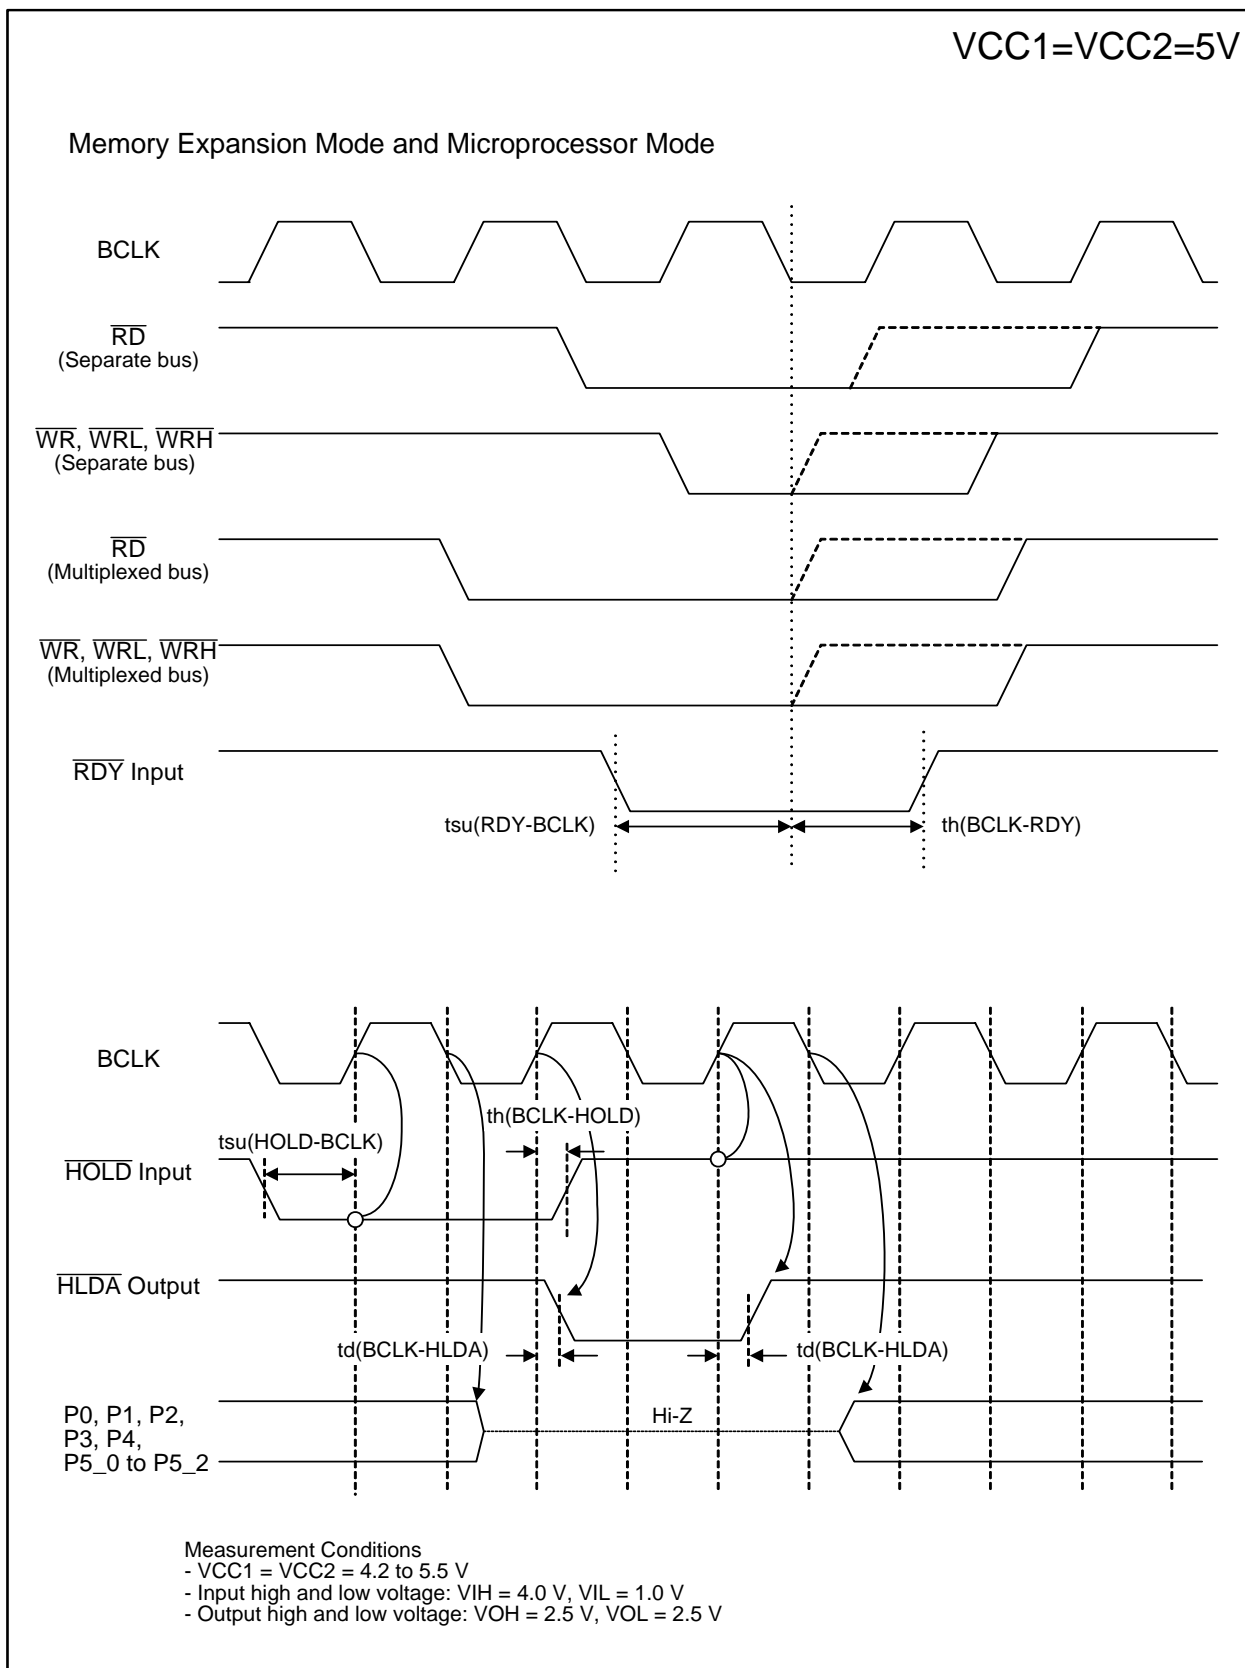 VCC1=VCC2=5V
Memory Expansion Mode and Microprocessor Mode
BCLK
RD
(Separate bus)
WR, WRL, WRH
(Separate bus)
RD
(Multiplexed bus)
WR, WRL, WRH
(Multiplexed bus)
RDY Input
tsu(RDY-BCLK)
th(BCLK-RDY)
BCLK
th(BCLK-HOLD)
tsu(HOLD-BCLK)
HOLD Input
HLDA Output
td(BCLK-HLDA)
td(BCLK-HLDA)
P0, P1, P2,
P3, P4,
P5_0 to P5_2
Hi-Z
Measurement Conditions
- VCC1 = VCC2 = 4.2 to 5.5 V
- Input high and low voltage: VIH = 4.0 V, VIL = 1.0 V
- Output high and low voltage: VOH = 2.5 V, VOL = 2.5 V